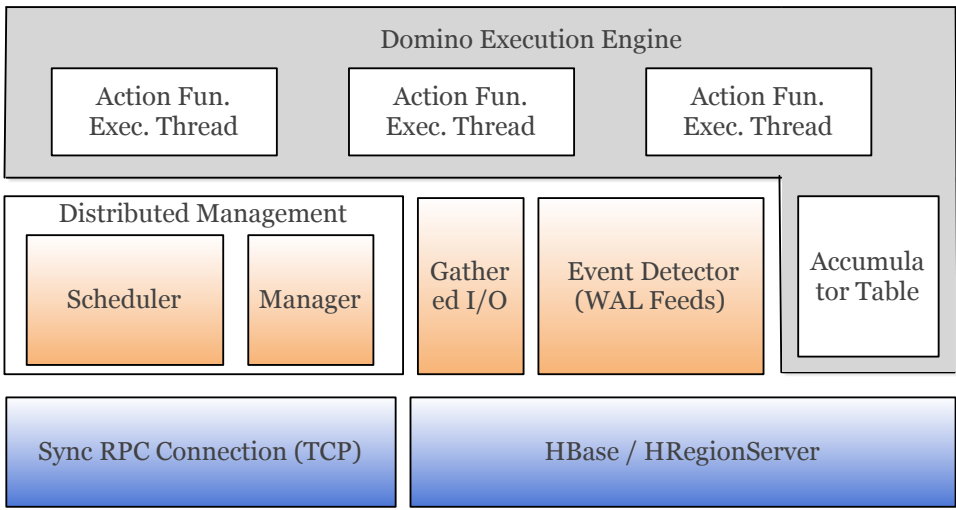 Domino Execution Engine
Action Fun.
Exec. Thread
Action Fun.
Exec. Thread
Action Fun.
Exec. Thread
Distributed Management
Scheduler
Manager
Gather
ed I/O
Event Detector
(WAL Feeds)
Accumula
tor Table
Sync RPC Connection (TCP)
HBase / HRegionServer